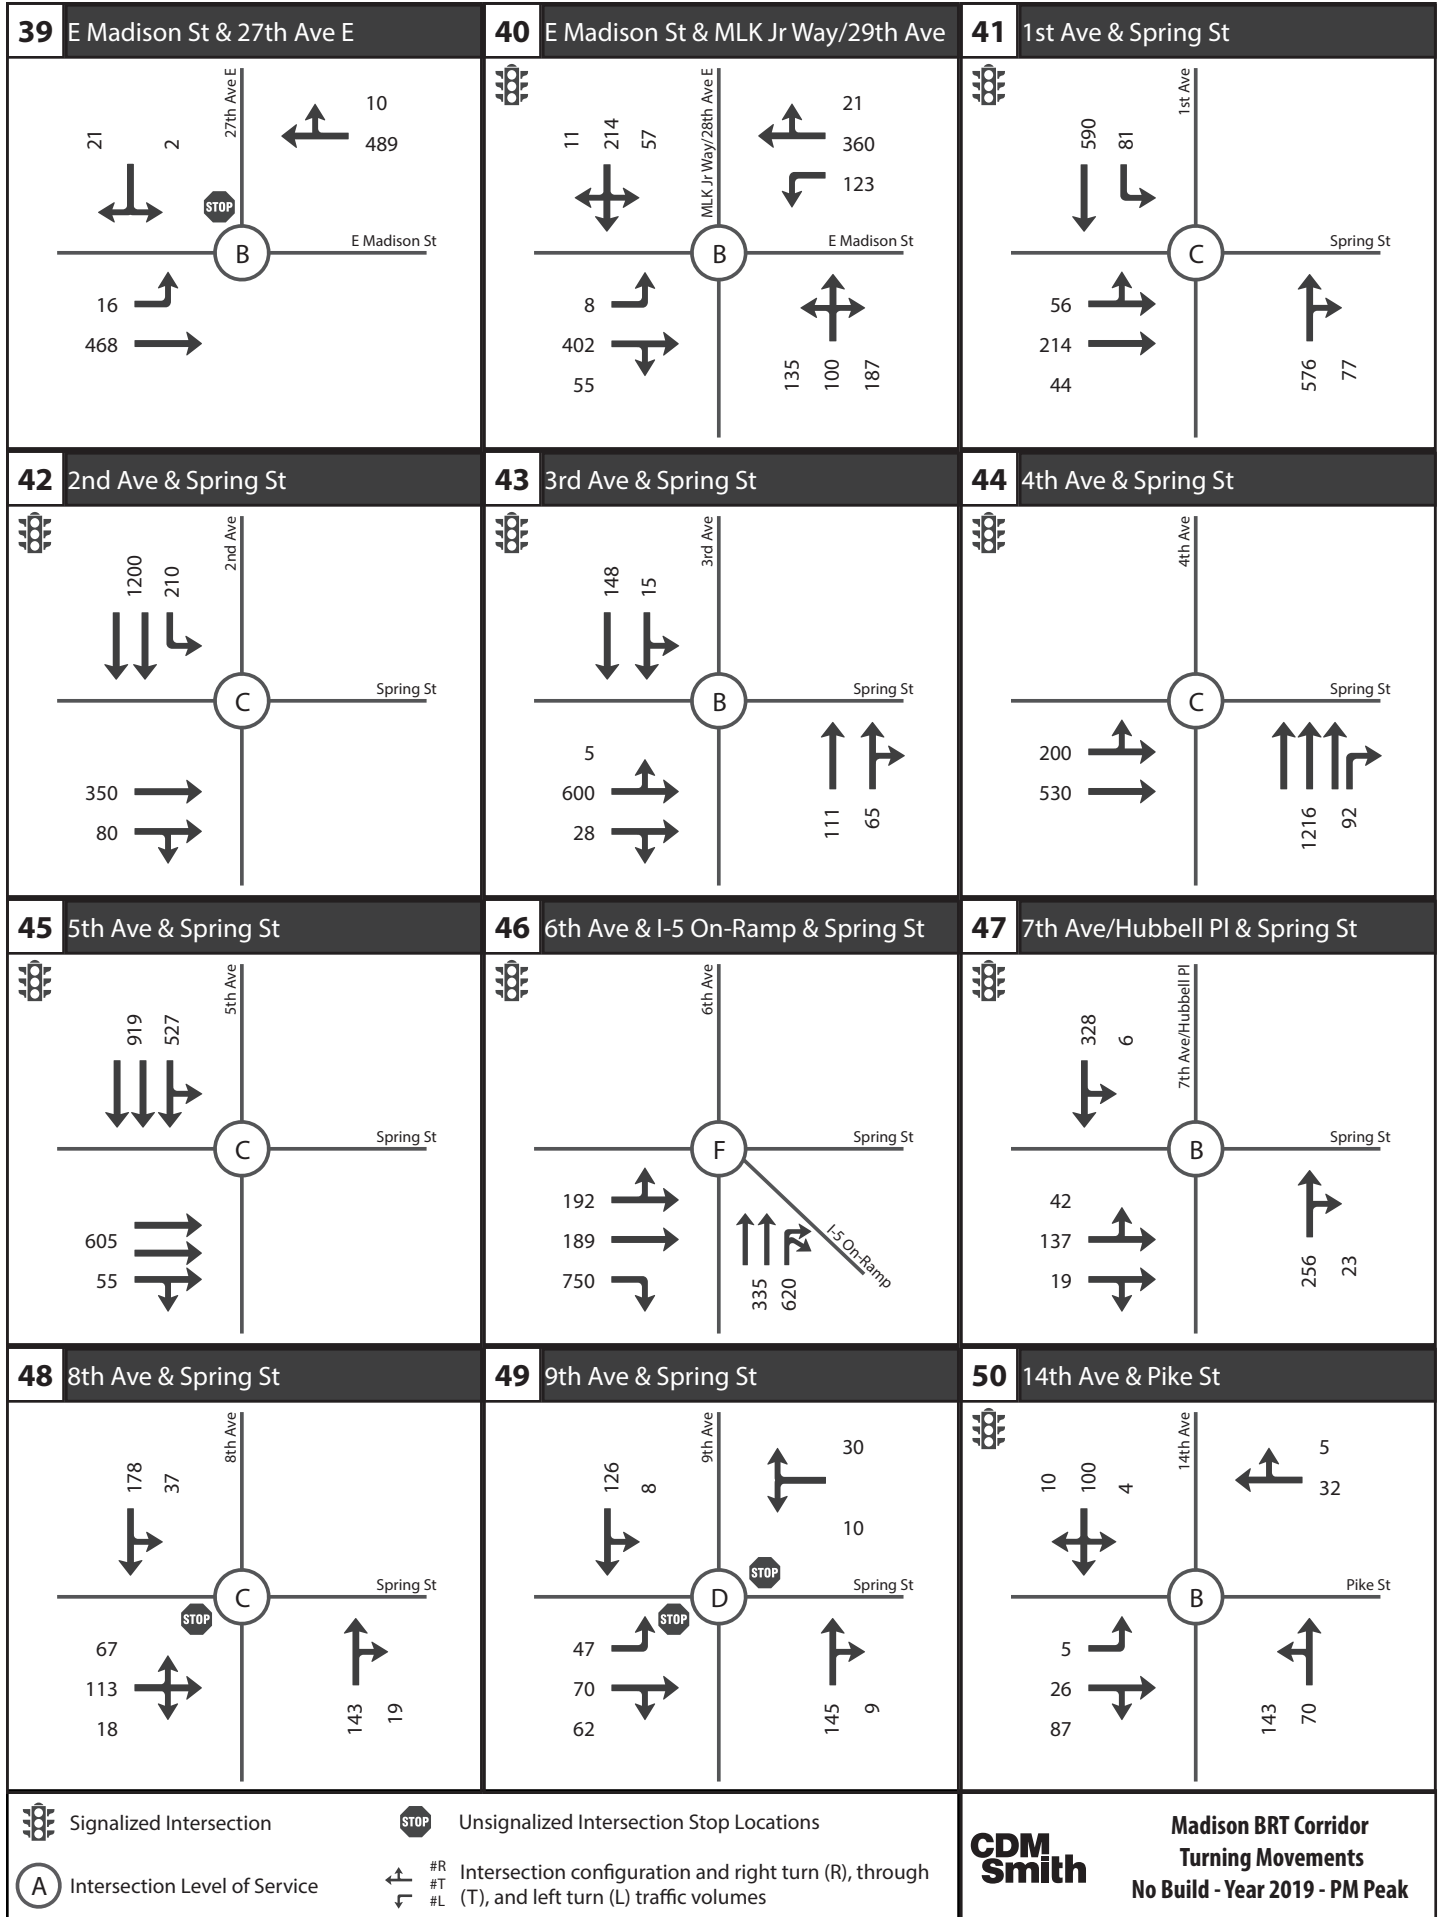 39 E Madison St & 27th Ave E
21
2
27th Ave E
10
489
STOP
E Madison St
B
16
468
40 E Madison St & MLK Jr Way/29th Ave
11
214
57
MLK Jr Way/28th Ave E
21
360
123
E Madison St
B
8
402
55
135
100
187
41 1st Ave & Spring St
590
81
1st Ave
Spring St
C
56
214
44
576
77
42 2nd Ave & Spring St
1200
210
2nd Ave
Spring St
C
350
80
43 3rd Ave & Spring St
148
15
3rd Ave
Spring St
B
5
600
28
111
65
44 4th Ave & Spring St
4th Ave
Spring St
C
200
530
1216
92
45 5th Ave & Spring St
919
527
5th Ave
Spring St
C
605
55
46 6th Ave & I-5 On-Ramp & Spring St
6th Ave
Spring St
F
192
189
750
335
620
I-5 On-Ramp
47 7th Ave/Hubbell Pl & Spring St
328
6
7th Ave/Hubbell Pl
Spring St
B
42
137
19
256
23
48 8th Ave & Spring St
178
37
8th Ave
Spring St
C
STOP
67
113
18
143
19
49 9th Ave & Spring St
126
8
9th Ave
30
10
STOP
Spring St
D
STOP
47
70
62
145
9
50 14th Ave & Pike St
10
100
4
14th Ave
5
32
Pike St
B
5
26
87
143
70
Signalized Intersection
STOP Unsignalized Intersection Stop Locations
A Intersection Level of Service
#R
#T
#L
Intersection configuration and right turn (R), through
(T), and left turn (L) traffic volumes
CDM
Smith
Madison BRT Corridor
Turning Movements
No Build - Year 2019 - PM Peak